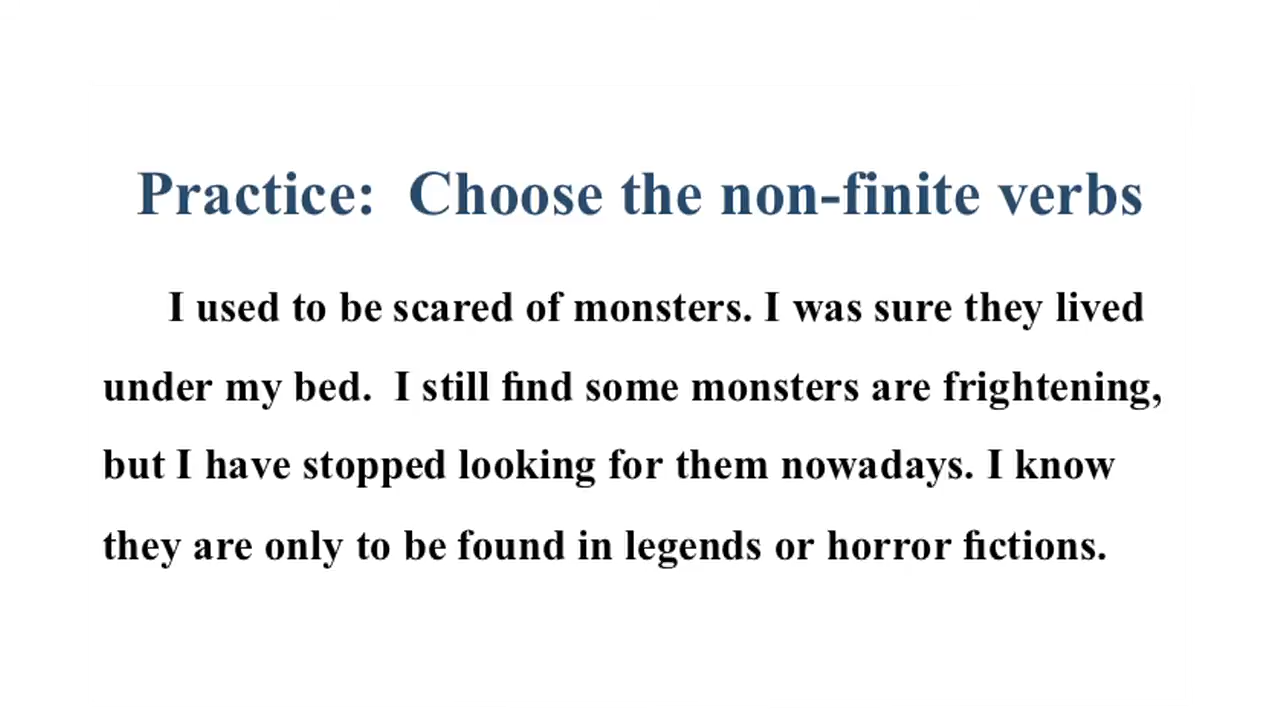 Practice: Choose the non-finite verbs
I used to be scared of monsters. I was sure they lived
under my bed. I still find some monsters are frightening,
but I have stopped looking for them nowadays. I know
they are only to be found in legends or horror fictions.